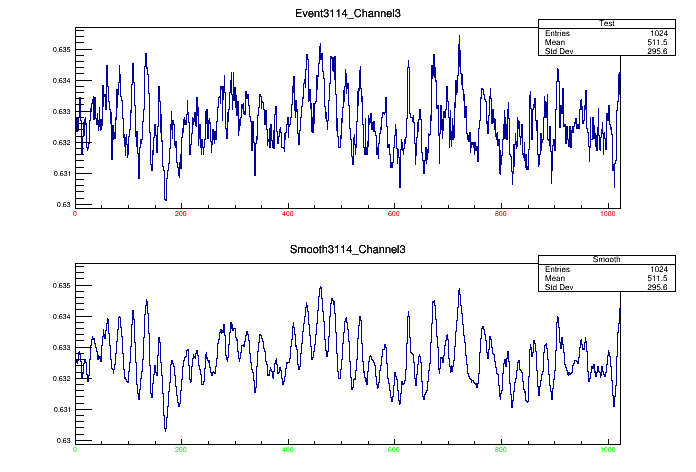 Event3114_Channel3
Test
Entries 1024
Mean 511.5
Std Dev 295.6
0.635
0.634
0.633
0.632
0.631
0.63
0 200 400 600 800 1000
Smooth3114_Channel3
Smooth
Entries 1024
Mean 511.5
Std Dev 295.6
0.635
0.634
0.633
0.632
0.631
0.63
0 200 400 600 800 1000